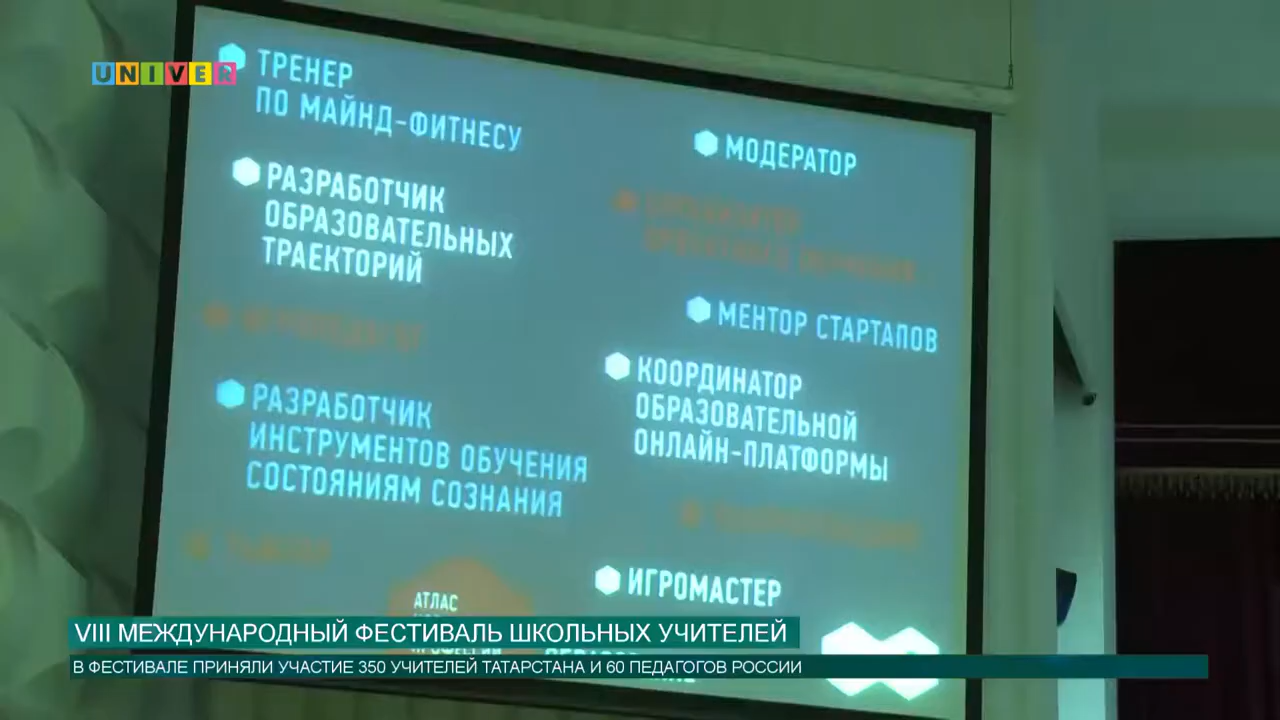 UNIVER
ТРЕНЕР
ПО МАЙНД-ФИТНЕСУ
РАЗРАБОТЧИК
ОБРАЗОВАТЕЛЬНЫХ
ТРАЕКТОРИЙ
РАЗРАБОТЧИК
ИНСТРУМЕНТОВ ОБУЧЕНИЯ
СОСТОЯНИЯМ СОЗНАНИЯ
МОДЕРАТОР
МЕНТОР СТАРТАПОВ
КООРДИНАТОР
ОБРАЗОВАТЕЛЬНОЙ
ОНЛАЙН-ПЛАТФОРМЫ
ИГРОМАСТЕР
АТЛАС
VIII МЕЖДУНАРОДНЫЙ ФЕСТИВАЛЬ ШКОЛЬНЫХ УЧИТЕЛЕЙ
В ФЕСТИВАЛЕ ПРИНЯЛИ УЧАСТИЕ 350 УЧИТЕЛЕЙ ТАТАРСТАНА И 60 ПЕДАГОГОВ РОССИИ